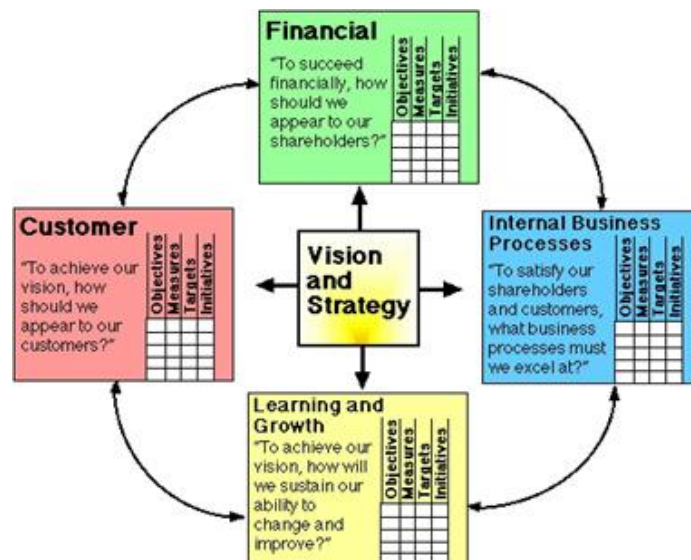 Financial
"To succeed
financially, how
should we
appear to our
shareholders?"
Objectives
Measures
Targets
Initiatives
Customer
"To achieve our
vision, how
should we
appear to our
customers?"
Objectives
Measures
Targets
Initiatives
Vision
and
Strategy
Internal Business
Processes
"To satisfy our
shareholders
and customers,
what business
processes must
we excel at?"
Objectives
Measures
Targets
Initiatives
Learning and
Growth
"To achieve our
vision, how will
we sustain our
ability to
change and
improve?"
Objectives
Measures
Targets
Initiatives